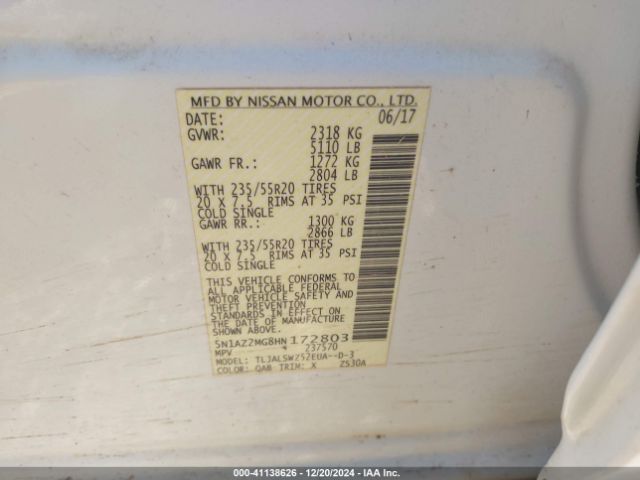 MFD BY NISSAN MOTOR CO., LTD.
DATE: 06/17
GVWR: 2318 KG
5110 LB
GAWR FR.: 1272 KG
2804 LB
WITH 235/55R20 TIRES
20 X 7.5 RIMS AT 35 PSI
COLD SINGLE
GAWR RR.: 1300 KG
2866 LB
WITH 235/55R20 TIRES
20 X 7.5 RIMS AT 35 PSI
COLD SINGLE
THIS VEHICLE CONFORMS TO
ALL APPLICABLE FEDERAL
MOTOR VEHICLE SAFETY AND
THEFT PREVENTION
STANDARDS IN EFFECT ON
THE DATE OF MANUFACTURE
SHOWN ABOVE.
5N1AZ2MG8HN172803
MPV 237570
MODEL: TLJALSWZ52EUA--D-3
COLOR: QAB TRIM: X ZS30A
000-41138626 - 12/20/2024 - IAA Inc.